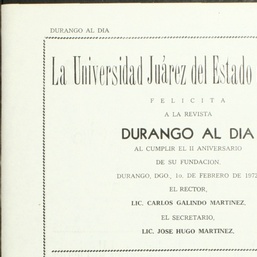 DURANGO AL DIA
La Universidad Juárez del Estado
FELICITA
A LA REVISTA
DURANGO AL DIA
AL CUMPLIR EL II ANIVERSARIO
DE SU FUNDACION.
DURANGO, DGO., 1o. DE FEBRERO DE 1972
EL RECTOR,
LIC. CARLOS GALINDO MARTINEZ.
EL SECRETARIO,
LIC. JOSE HUGO MARTINEZ.